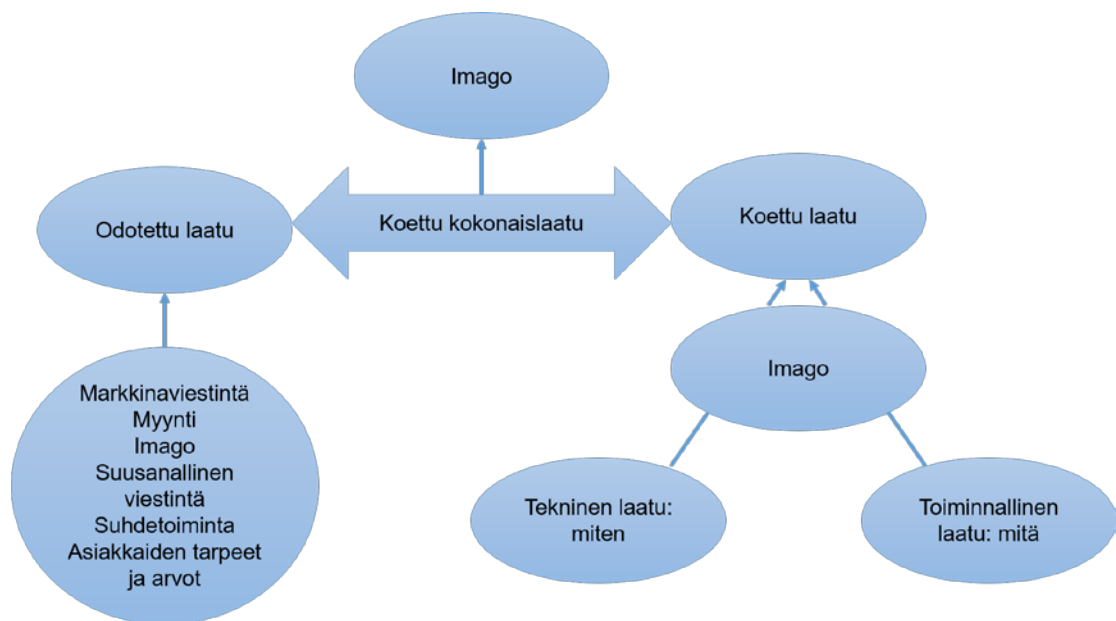 Imago
Odotettu laatu
Koettu kokonaislaatu
Koettu laatu
Markkinaviestintä
Myynti
Imago
Suusanallinen
viestintä
Suhdetoiminta
Asiakkaiden tarpeet
ja arvot
Imago
Tekninen laatu:
miten
Toiminnallinen
laatu: mitä